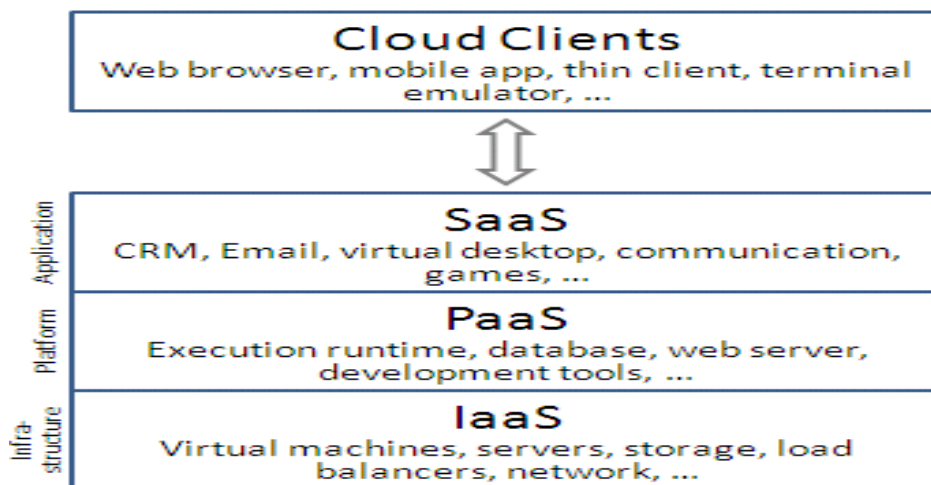 Cloud Clients
Web browser, mobile app, thin client, terminal
emulator, ...
Application
SaaS
CRM, Email, virtual desktop, communication,
games, ...
Platform
PaaS
Execution runtime, database, web server,
development tools, ...
Infra-
structure
IaaS
Virtual machines, servers, storage, load
balancers, network, ...